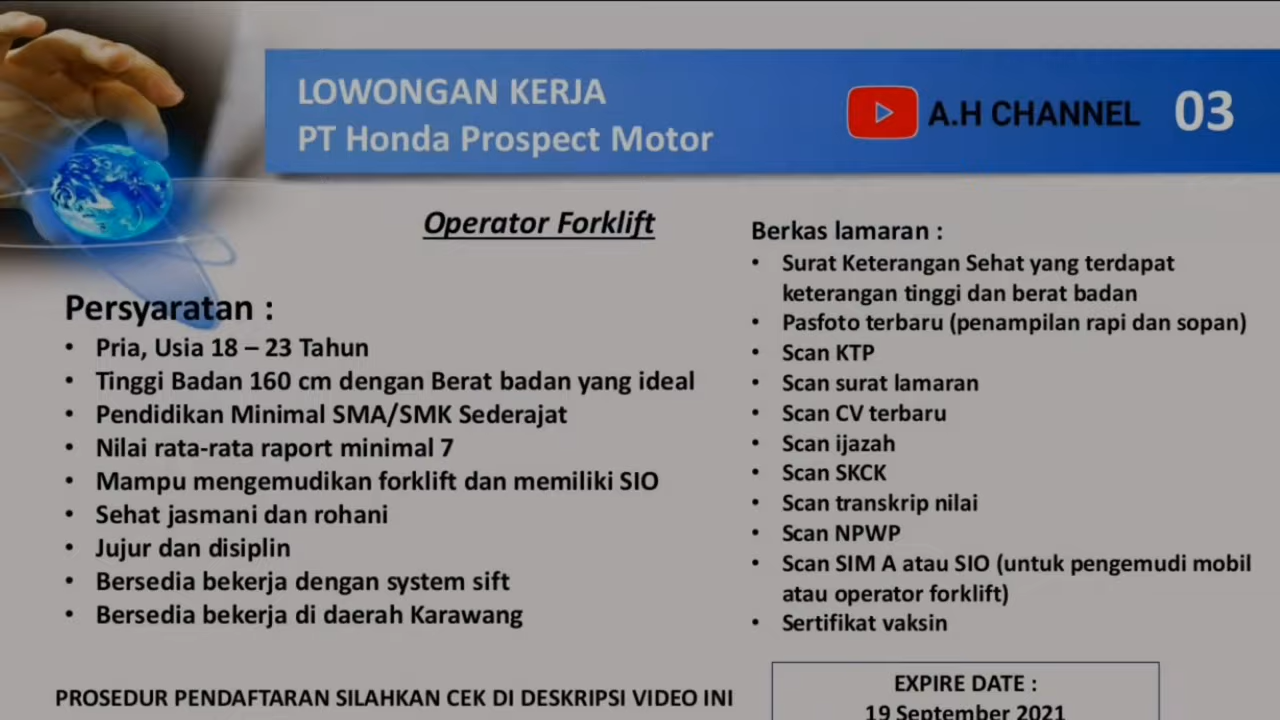 LOWONGAN KERJA
PT Honda Prospect Motor
A.H CHANNEL
03
Operator Forklift
Persyaratan :
• Pria, Usia 18 – 23 Tahun
• Tinggi Badan 160 cm dengan Berat badan yang ideal
• Pendidikan Minimal SMA/SMK Sederajat
• Nilai rata-rata raport minimal 7
• Mampu mengemudikan forklift dan memiliki SIO
• Sehat jasmani dan rohani
• Jujur dan disiplin
• Bersedia bekerja dengan system sift
• Bersedia bekerja di daerah Karawang
Berkas lamaran :
• Surat Keterangan Sehat yang terdapat
keterangan tinggi dan berat badan
• Pasfoto terbaru (penampilan rapi dan sopan)
• Scan KTP
• Scan surat lamaran
• Scan CV terbaru
• Scan ijazah
• Scan SKCK
• Scan transkrip nilai
• Scan NPWP
• Scan SIM A atau SIO (untuk pengemudi mobil
atau operator forklift)
• Sertifikat vaksin
PROSEDUR PENDAFTARAN SILAHKAN CEK DI DESKRIPSI VIDEO INI
EXPIRE DATE :
19 September 2021